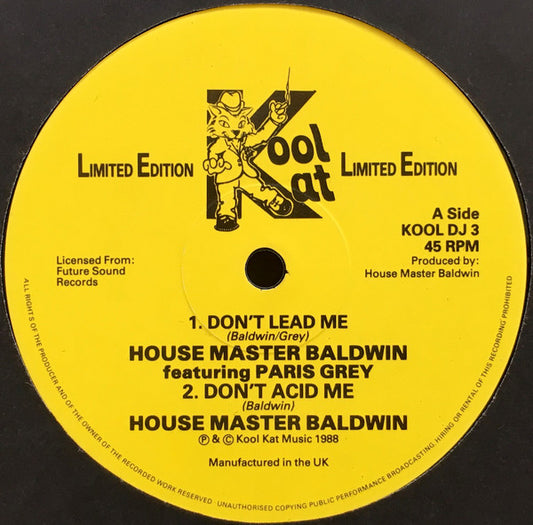 LIMITED EDITION
Kool
Kat
LIMITED EDITION
A Side
KOOL DJ 3
45 RPM
Produced by:
House Master Baldwin
Licensed From:
Future Sound
Records
1. DON'T LEAD ME
(Baldwin/Grey)
HOUSE MASTER BALDWIN
featuring PARIS GREY
2. DON'T ACID ME
(Baldwin)
HOUSE MASTER BALDWIN
℗ & © Kool Kat Music 1988
Manufactured in the UK
ALL RIGHTS OF THE PRODUCER AND OF THE OWNER OF THE RECORDED WORK RESERVED · UNAUTHORISED COPYING PUBLIC PERFORMANCE BROADCASTING, HIRING OR RENTAL OF THIS RECORDING PROHIBITED